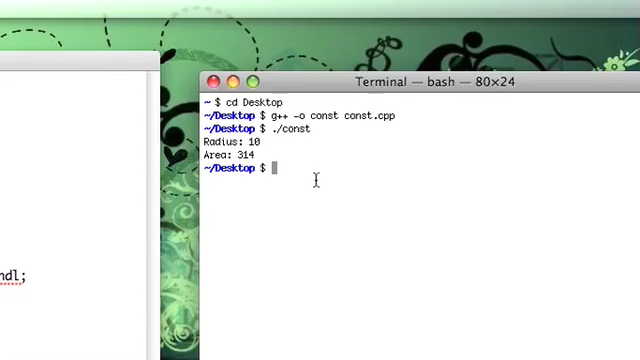 Terminal — bash — 80×24
~ $ cd Desktop
~/Desktop $ g++ -o const const.cpp
~/Desktop $ ./const
Radius: 10
Area: 314
~/Desktop $
ndl;